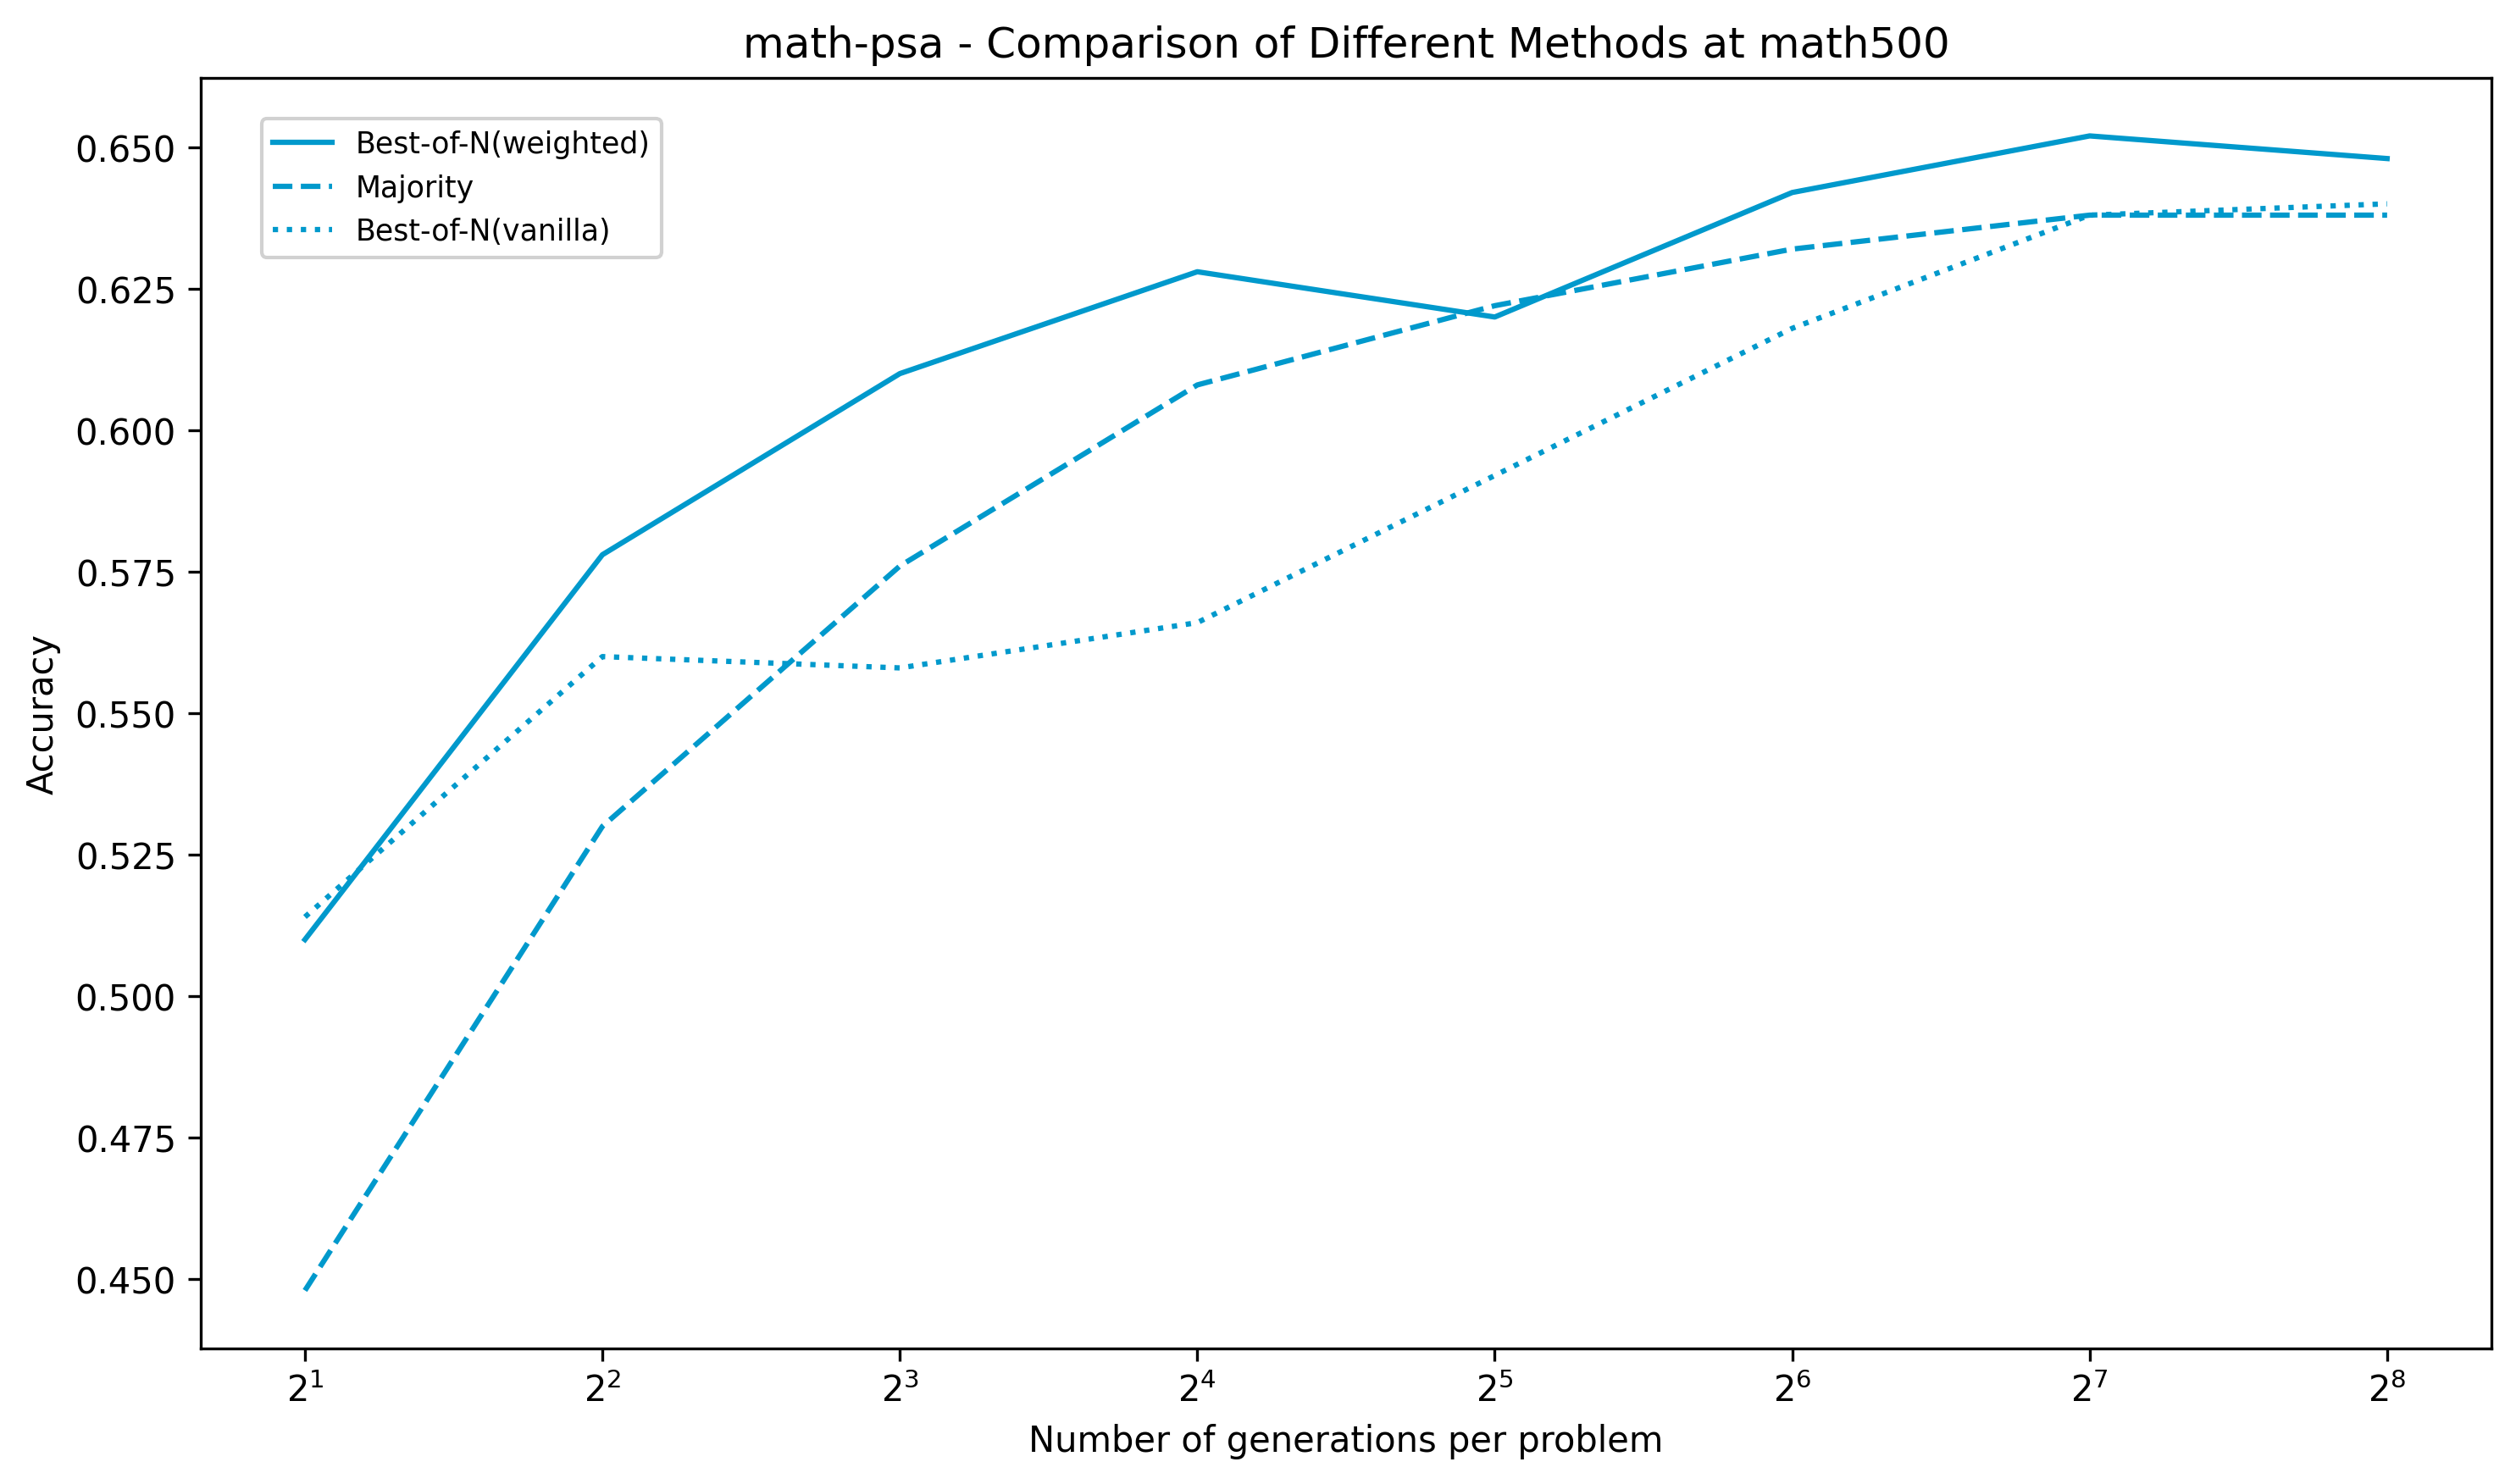 math-psa - Comparison of Different Methods at math500
Best-of-N(weighted)
Majority
Best-of-N(vanilla)
0.650
0.625
0.600
0.575
0.550
0.525
0.500
0.475
0.450
Accuracy
2¹ 2² 2³ 2⁴ 2⁵ 2⁶ 2⁷ 2⁸
Number of generations per problem